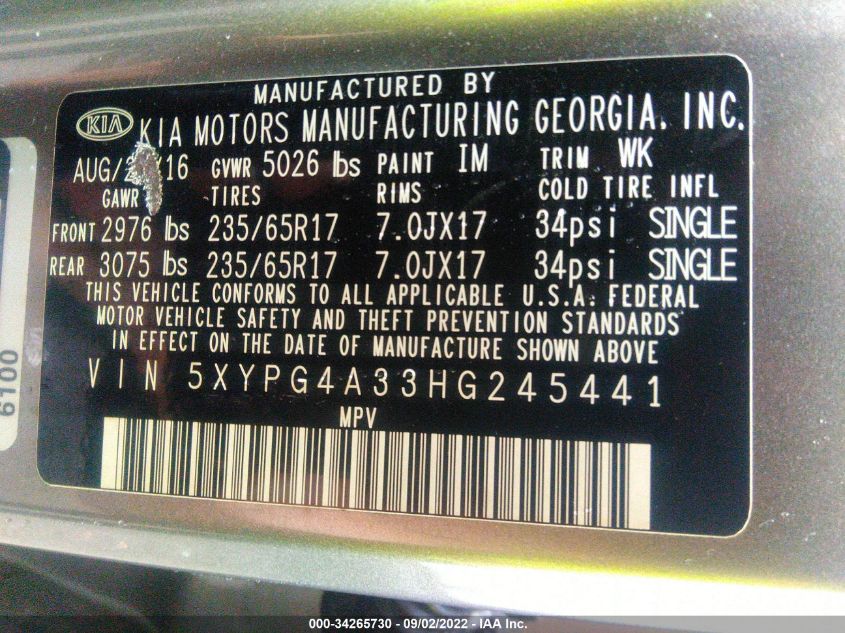 MANUFACTURED BY
KIA KIA MOTORS MANUFACTURING GEORGIA, INC.
GVWR 5026 lbs PAINT IM TRIM WK
GAWR TIRES RIMS COLD TIRE INFL
FRONT 2976 lbs 235/65R17 7.0JX17 34psi SINGLE
REAR 3075 lbs 235/65R17 7.0JX17 34psi SINGLE
THIS VEHICLE CONFORMS TO ALL APPLICABLE U.S.A. FEDERAL
MOTOR VEHICLE SAFETY AND THEFT PREVENTION STANDARDS
IN EFFECT ON THE DATE OF MANUFACTURE SHOWN ABOVE
VIN 5XYPG4A33HG245441
MPV
6100
000-34265730 - 09/02/2022 - IAA Inc.